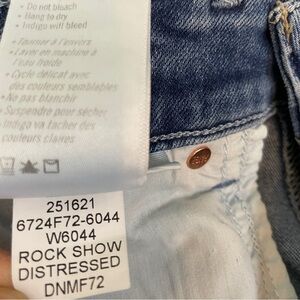 • Do not bleach
• Hang to dry
• Indigo will bleed
• Tourner à l'envers
• Laver en machine à
l'eau froide
• Cycle délicat avec
des couleurs semblables
• Ne pas blanchir
• Suspendre pour sécher
• Indigo va tacher des
couleurs claires
251621
6724F72-6044
W6044
ROCK SHOW
DISTRESSED
DNMF72